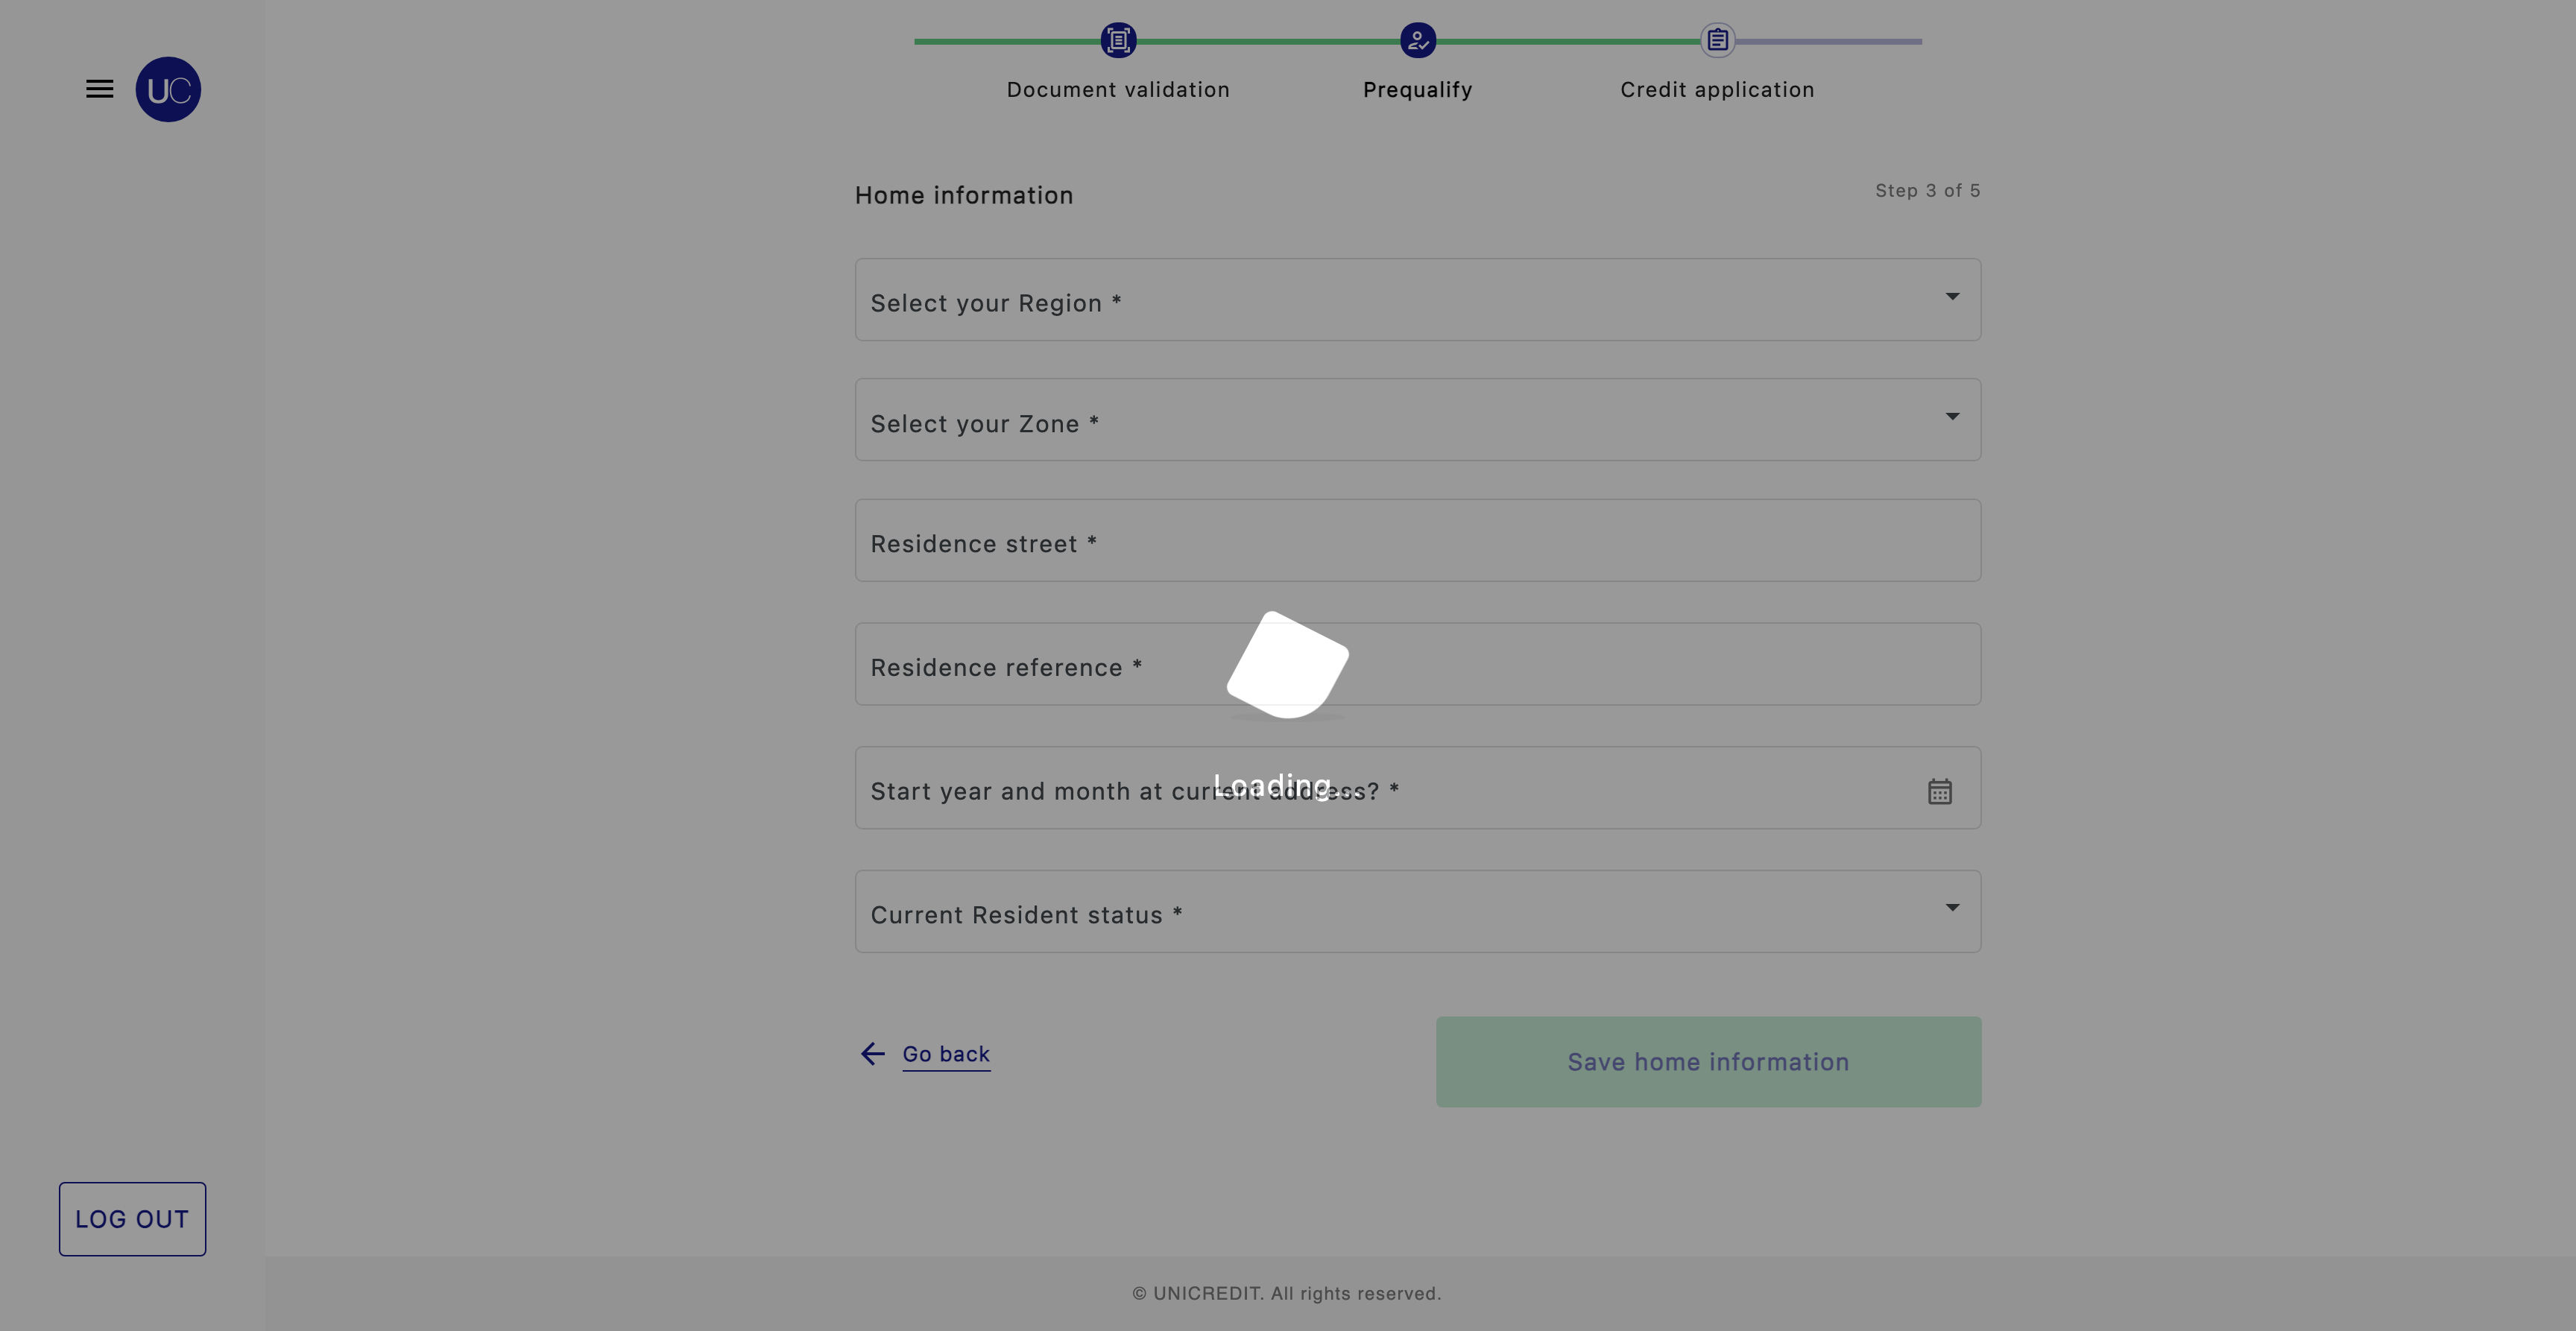 UC
Document validation
Prequalify
Credit application
Home information
Step 3 of 5
Select your Region *
Select your Zone *
Residence street *
Residence reference *
Loading...
Start year and month at current address? *
Current Resident status *
Go back
Save home information
LOG OUT
© UNICREDIT. All rights reserved.